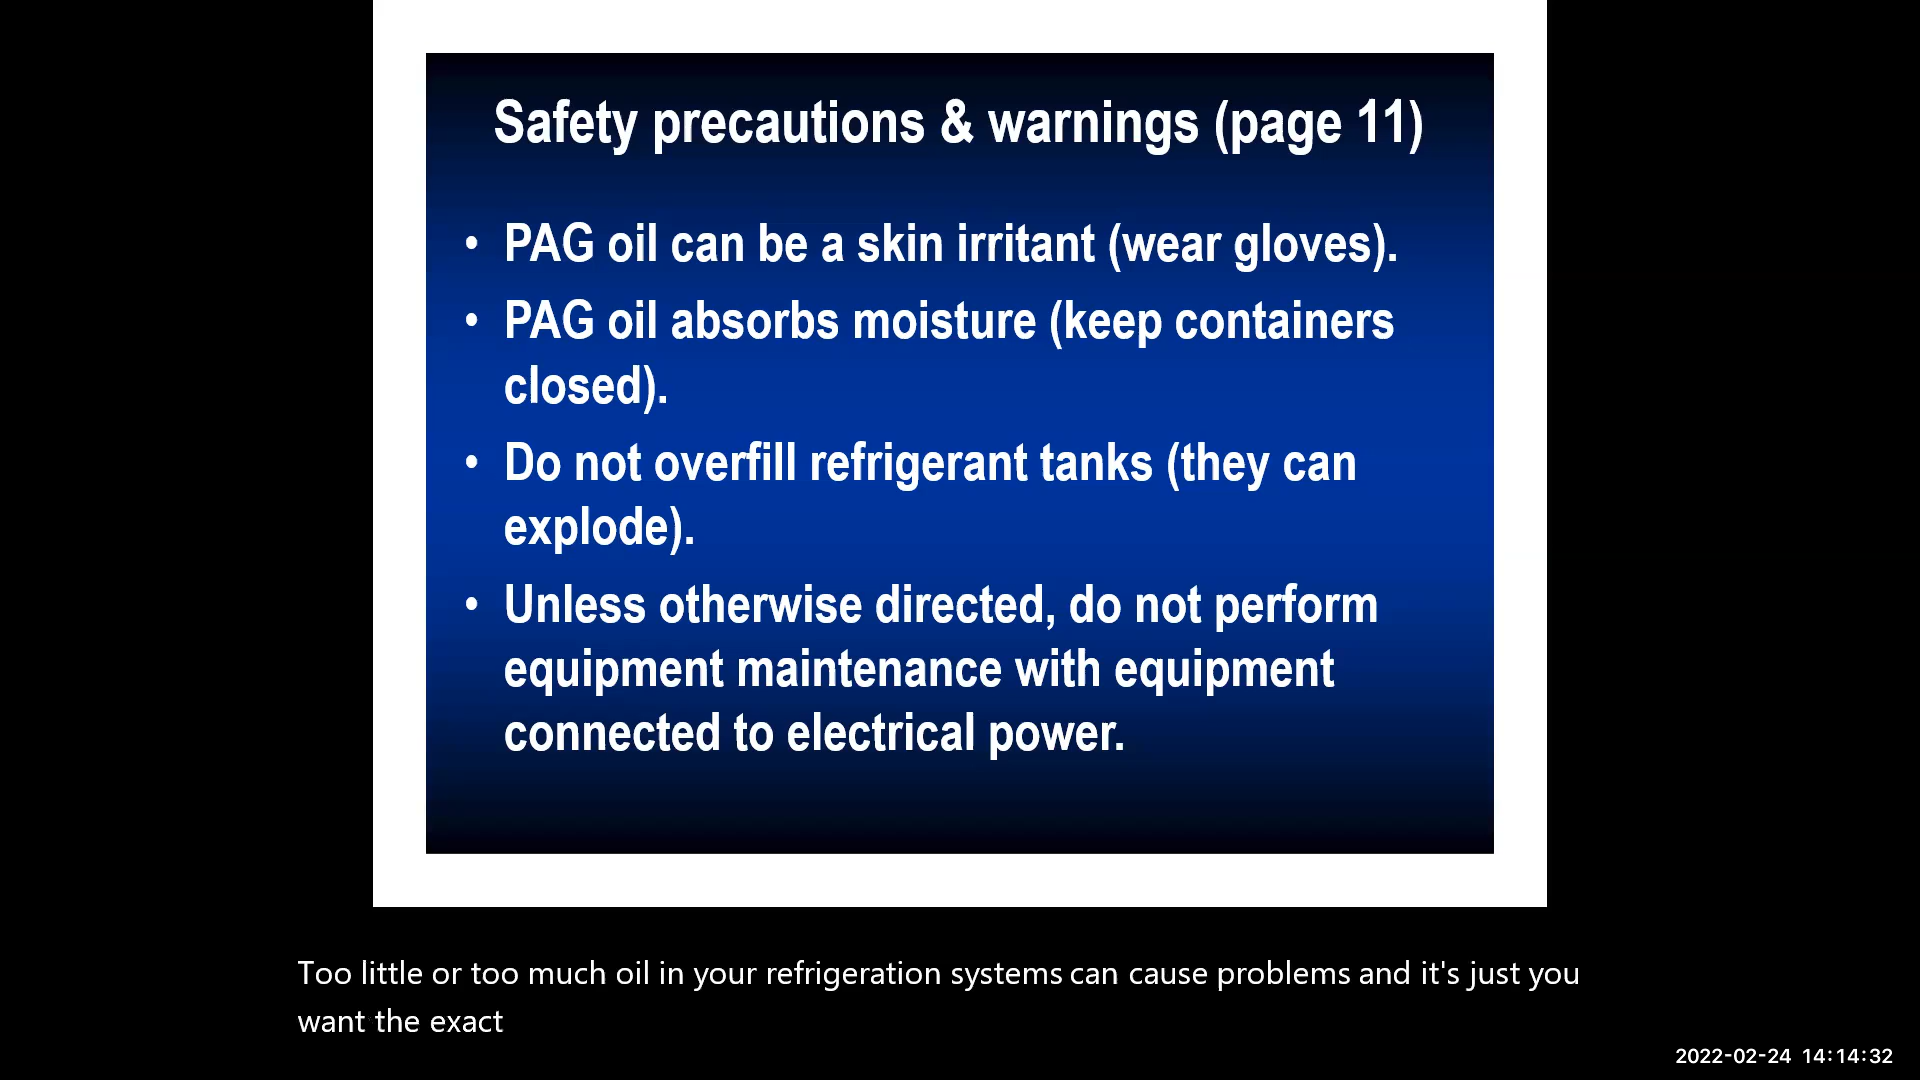 Safety precautions & warnings (page 11)
• PAG oil can be a skin irritant (wear gloves).
• PAG oil absorbs moisture (keep containers
closed).
• Do not overfill refrigerant tanks (they can
explode).
• Unless otherwise directed, do not perform
equipment maintenance with equipment
connected to electrical power.
Too little or too much oil in your refrigeration systems can cause problems and it's just you
want the exact
2022-02-24 14:14:32